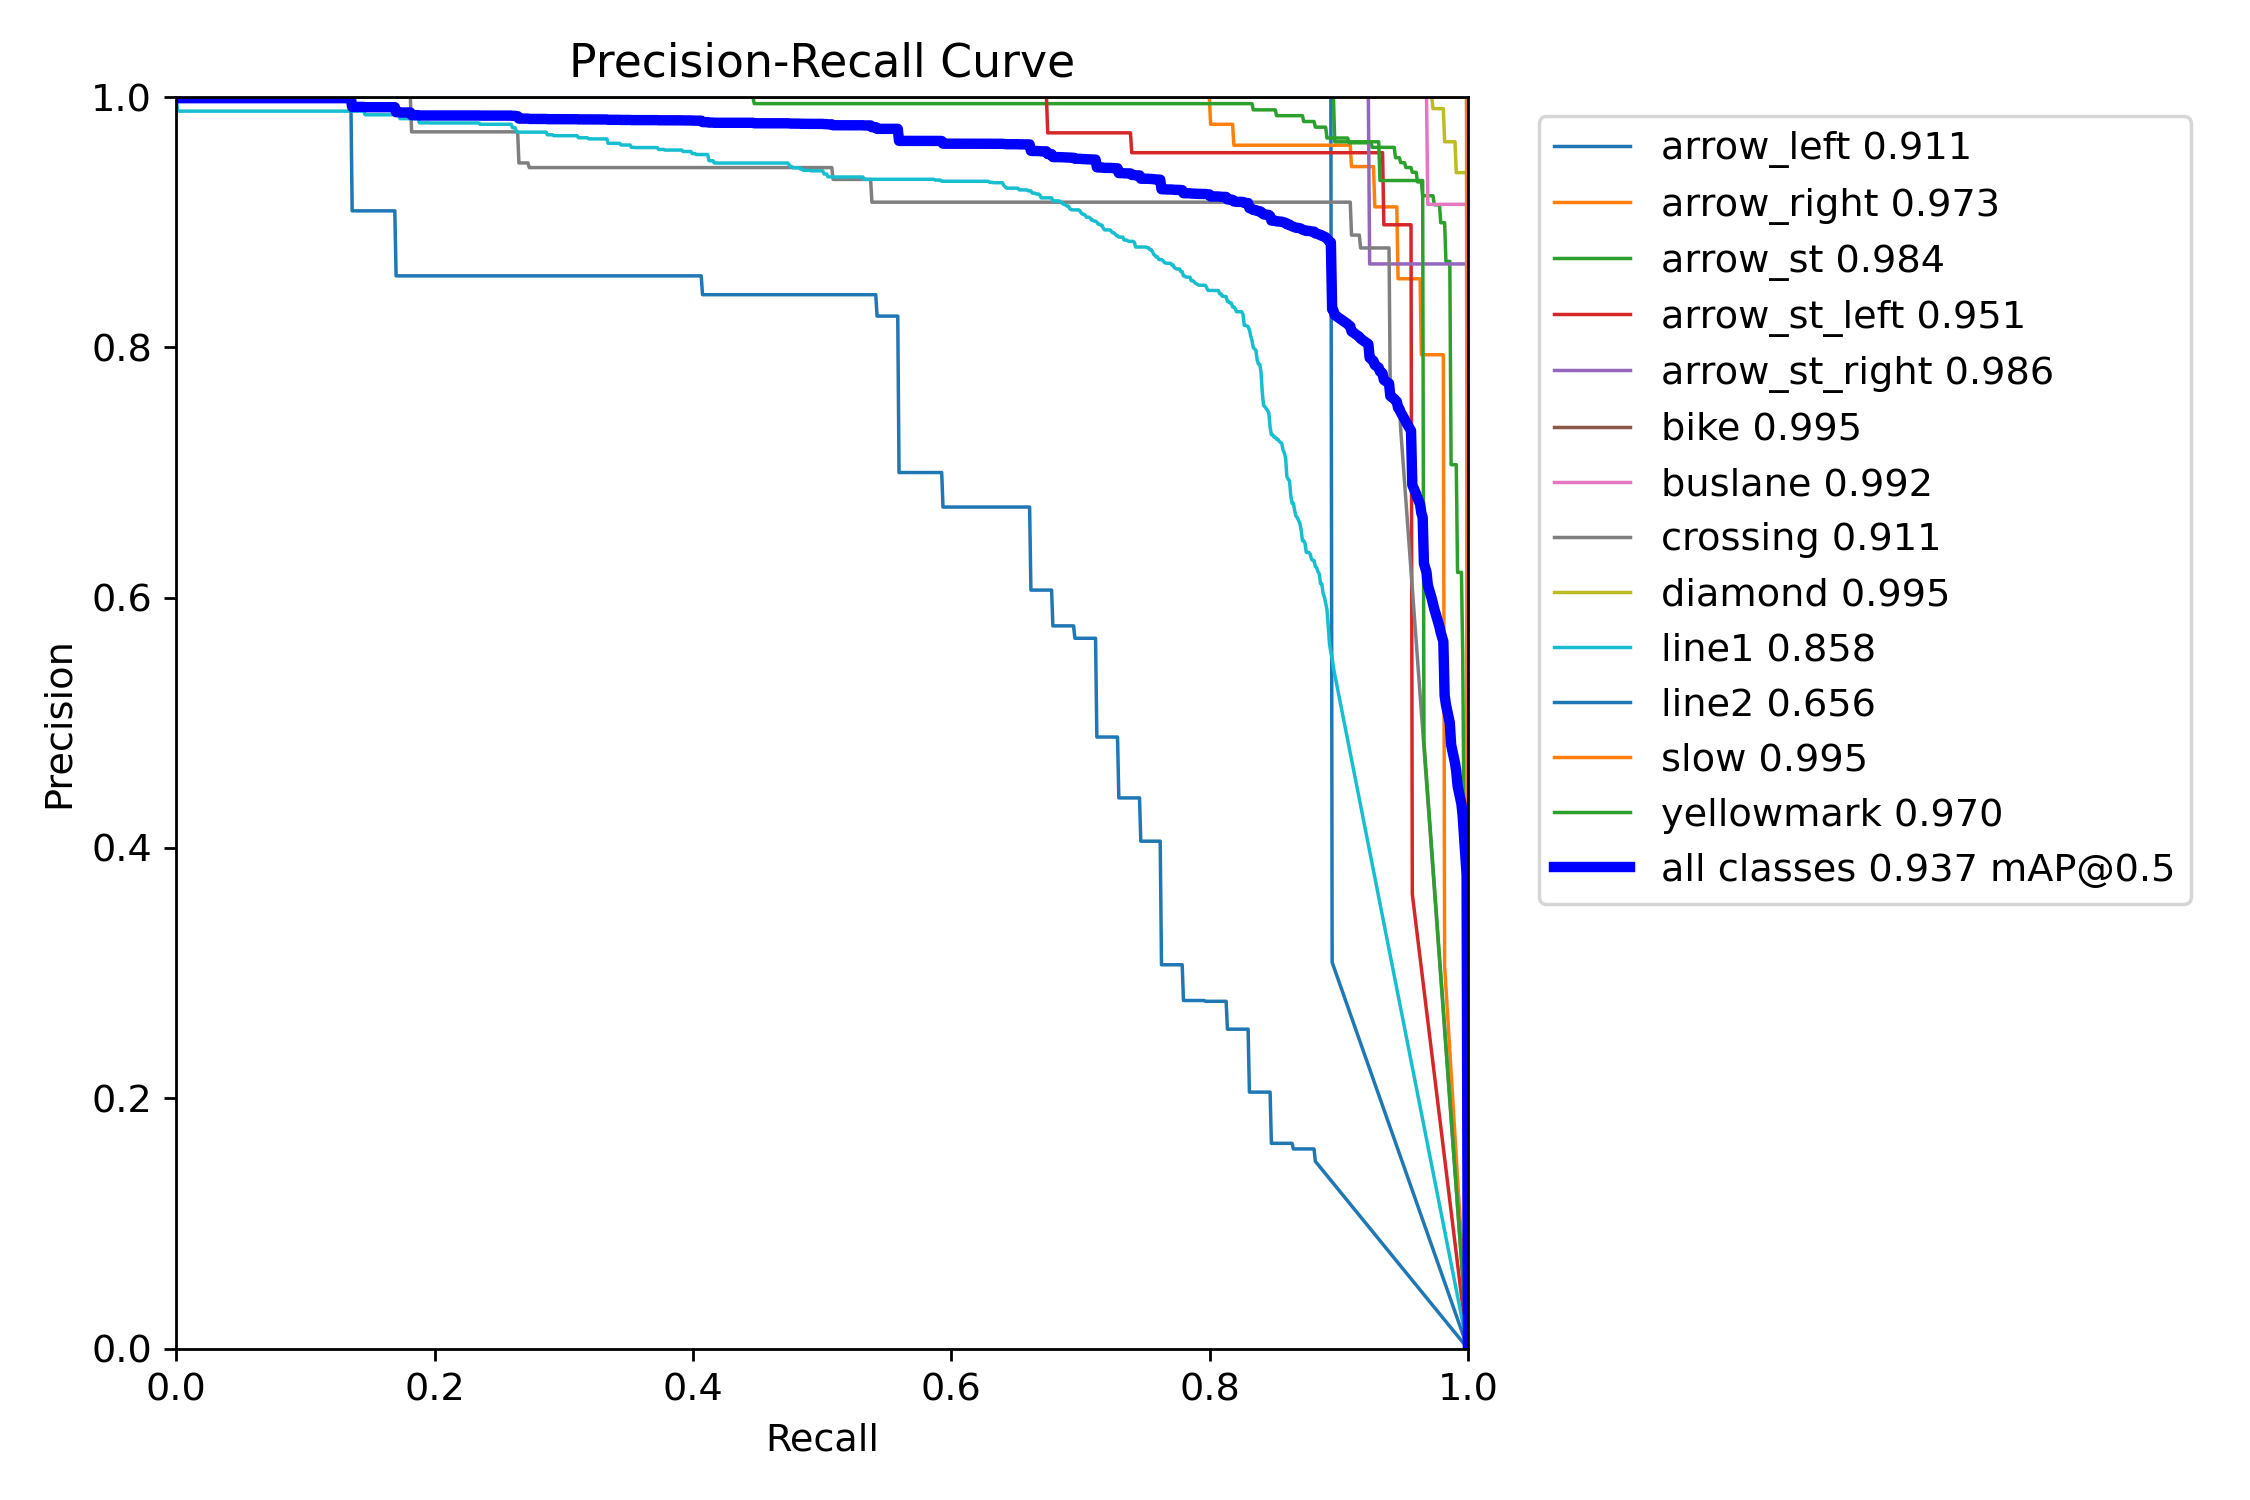 Precision-Recall Curve
1.0
0.8
0.6
0.4
0.2
0.0
Precision
0.0 0.2 0.4 0.6 0.8 1.0
Recall
arrow_left 0.911
arrow_right 0.973
arrow_st 0.984
arrow_st_left 0.951
arrow_st_right 0.986
bike 0.995
buslane 0.992
crossing 0.911
diamond 0.995
line1 0.858
line2 0.656
slow 0.995
yellowmark 0.970
all classes 0.937 mAP@0.5